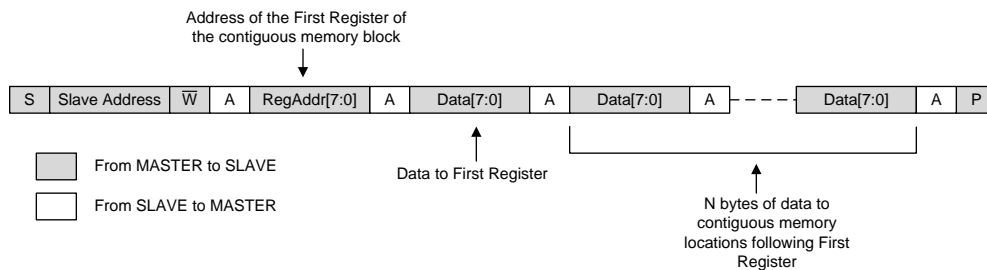 Address of the First Register of
the contiguous memory block
S Slave Address W̅ A RegAddr[7:0] A Data[7:0] A Data[7:0] A Data[7:0] A P
From MASTER to SLAVE
From SLAVE to MASTER
Data to First Register
N bytes of data to
contiguous memory
locations following First
Register